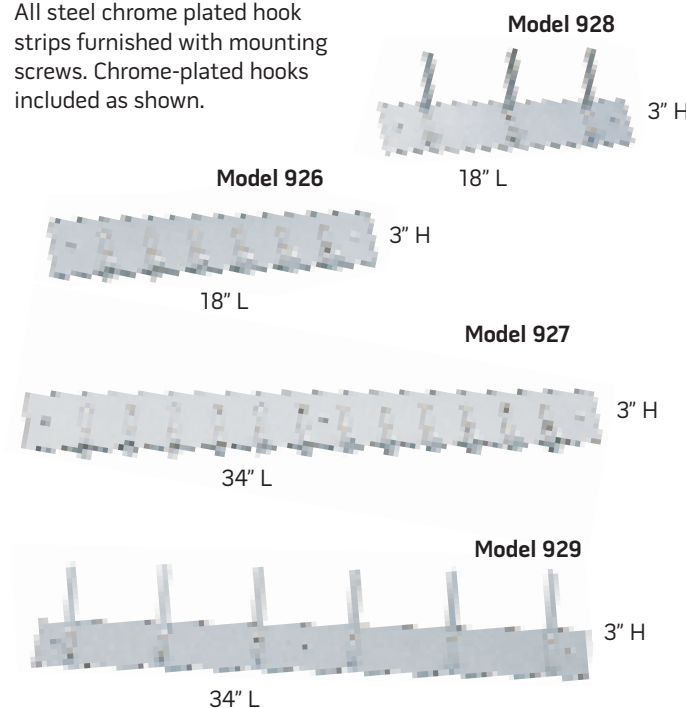 All steel chrome plated hook
strips furnished with mounting
screws. Chrome-plated hooks
included as shown.
Model 928
3” H
18” L
Model 926
3” H
18” L
Model 927
3” H
34” L
Model 929
3” H
34” L